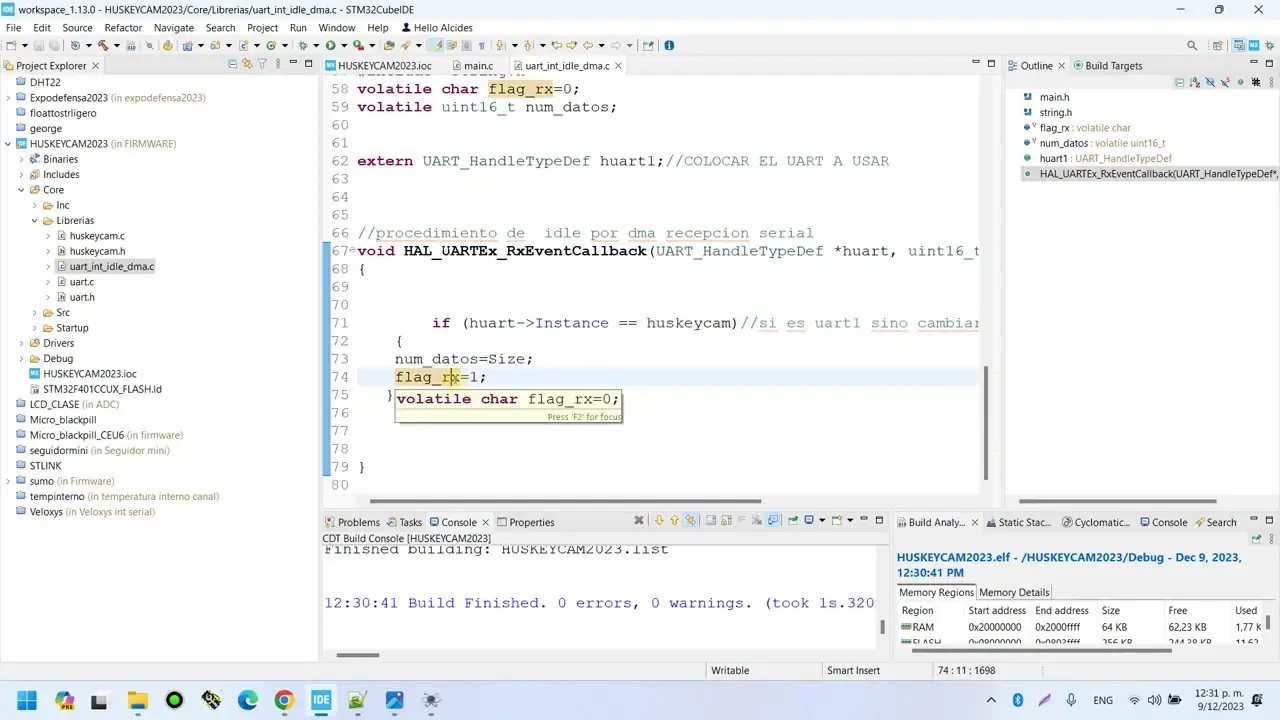 workspace_1.13.0 - HUSKEYCAM2023/Core/Librerias/uart_int_idle_dma.c - STM32CubeIDE
File Edit Source Refactor Navigate Search Project Run Window Help Hello Alcides
Project Explorer
DHT22
Expodefensa2023 (in expodefensa2023)
floattostrligero
george
HUSKEYCAM2023 (in FIRMWARE)
Binaries
Includes
Core
Inc
Librerias
huskeycam.c
huskeycam.h
uart_int_idle_dma.c
uart.c
uart.h
Src
Startup
Drivers
Debug
HUSKEYCAM2023.ioc
STM32F401CCUX_FLASH.ld
LCD_CLASE (in ADC)
Micro_blackpill
Micro_blackpill_CEU6 (in firmware)
seguidormini (in Seguidor mini)
STLINK
sumo (in Firmware)
tempinterno (in temperatura interno canal)
Veloxys (in Veloxys int serial)
HUSKEYCAM2023.ioc main.c uart_int_idle_dma.c
58 volatile char flag_rx=0;
59 volatile uint16_t num_datos;
60
61
62 extern UART_HandleTypeDef huart1;//COLOCAR EL UART A USAR
63
64
65
66 //procedimiento de idle por dma recepcion serial
67 void HAL_UARTEx_RxEventCallback(UART_HandleTypeDef *huart, uint16_t
68 {
69
70
71 if (huart->Instance == huskeycam)//si es uart1 sino cambiar
72 {
73 num_datos=Size;
74 flag_rx=1;
75 }
volatile char flag_rx=0;
Press 'F2' for focus
76
77
78
79 }
80
Outline Build Targets
main.h
string.h
flag_rx : volatile char
num_datos : volatile uint16_t
huart1 : UART_HandleTypeDef
HAL_UARTEx_RxEventCallback(UART_HandleTypeDef*,
Problems Tasks Console Properties
CDT Build Console [HUSKEYCAM2023]
Finished building: HUSKEYCAM2023.list
12:30:41 Build Finished. 0 errors, 0 warnings. (took 1s.320
Build Analy... Static Stac... Cyclomatic... Console Search
HUSKEYCAM2023.elf - /HUSKEYCAM2023/Debug - Dec 9, 2023,
12:30:41 PM
Memory Regions Memory Details
Region Start address End address Size Free Used
RAM 0x20000000 0x2000ffff 64 KB 62,23 KB 1,77 K
Writable Smart Insert 74 : 11 : 1698
IDE ENG 12:31 p. m.
9/12/2023